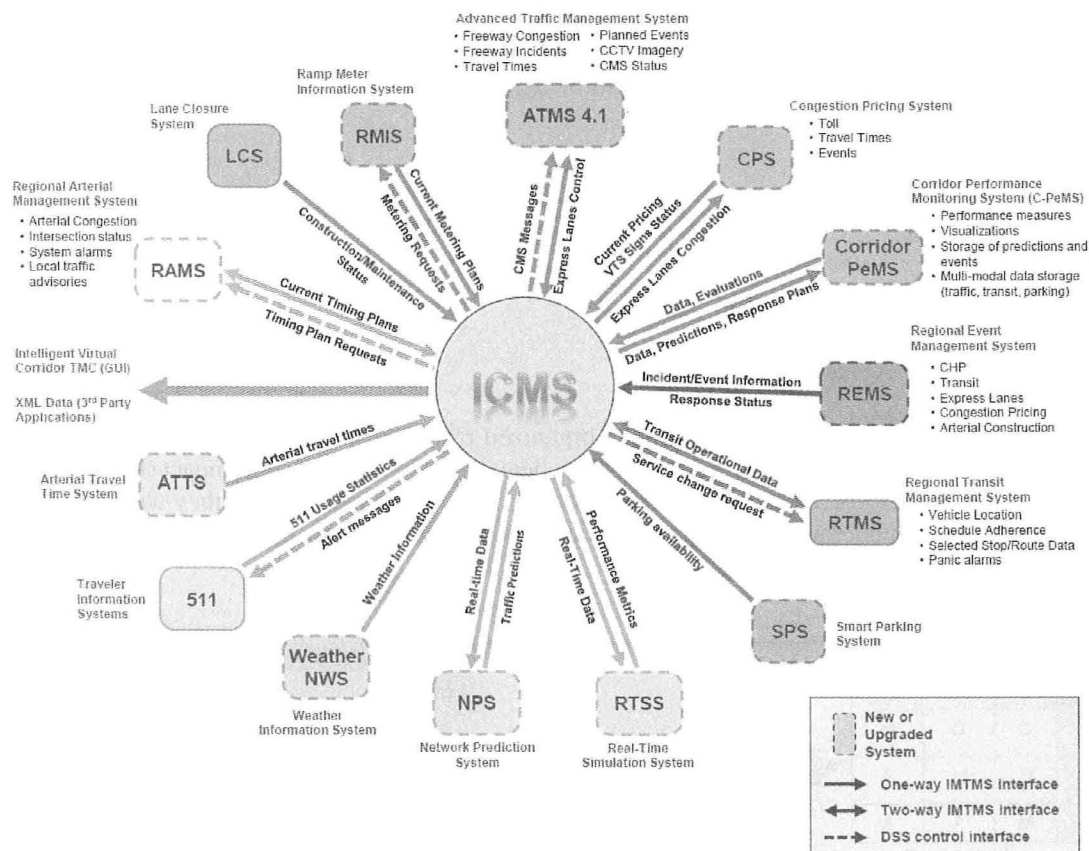 Advanced Traffic Management System
• Freeway Congestion
• Freeway Incidents
• Travel Times
• Planned Events
• CCTV Imagery
• CMS Status
ATMS 4.1
Ramp Meter
Information System
RMIS
Lane Closure
System
LCS
Congestion Pricing System
• Toll
• Travel Times
• Events
CPS
Regional Arterial
Management System
• Arterial Congestion
• Intersection status
• System alarms
• Local traffic
advisories
RAMS
Corridor Performance
Monitoring System (C-PeMS)
• Performance measures
• Visualizations
• Storage of predictions and
events
• Multi-modal data storage
(traffic, transit, parking)
Corridor
PeMS
Construction/Maintenance
Status
Current Metering Plans
Metering Requests
CMS Messages
Express Lanes Control
Current Pricing
VTS Signs Status
Express Lanes Congestion
Data, Evaluations
Data, Predictions, Response Plans
Current Timing Plans
Timing Plan Requests
Intelligent Virtual
Corridor TMC (GUI)
XML Data (3rd Party
Applications)
ICMS
Incident/Event Information
Response Status
REMS
Regional Event
Management System
• CHP
• Transit
• Express Lanes
• Congestion Pricing
• Arterial Construction
Arterial Travel
Time System
ATTS
Arterial travel times
Transit Operational Data
Service change request
RTMS
Regional Transit
Management System
• Vehicle Location
• Schedule Adherence
• Selected Stop/Route Data
• Panic alarms
511 Usage Statistics
Alert messages
Traveler
Information
Systems
511
Weather Information
Weather
NWS
Weather
Information System
Real-time Data
Traffic Predictions
NPS
Network Prediction
System
Performance Metrics
Real-Time Data
RTSS
Real-Time
Simulation System
Parking availability
SPS
Smart Parking
System
New or
Upgraded
System
One-way IMTMS interface
Two-way IMTMS interface
DSS control interface